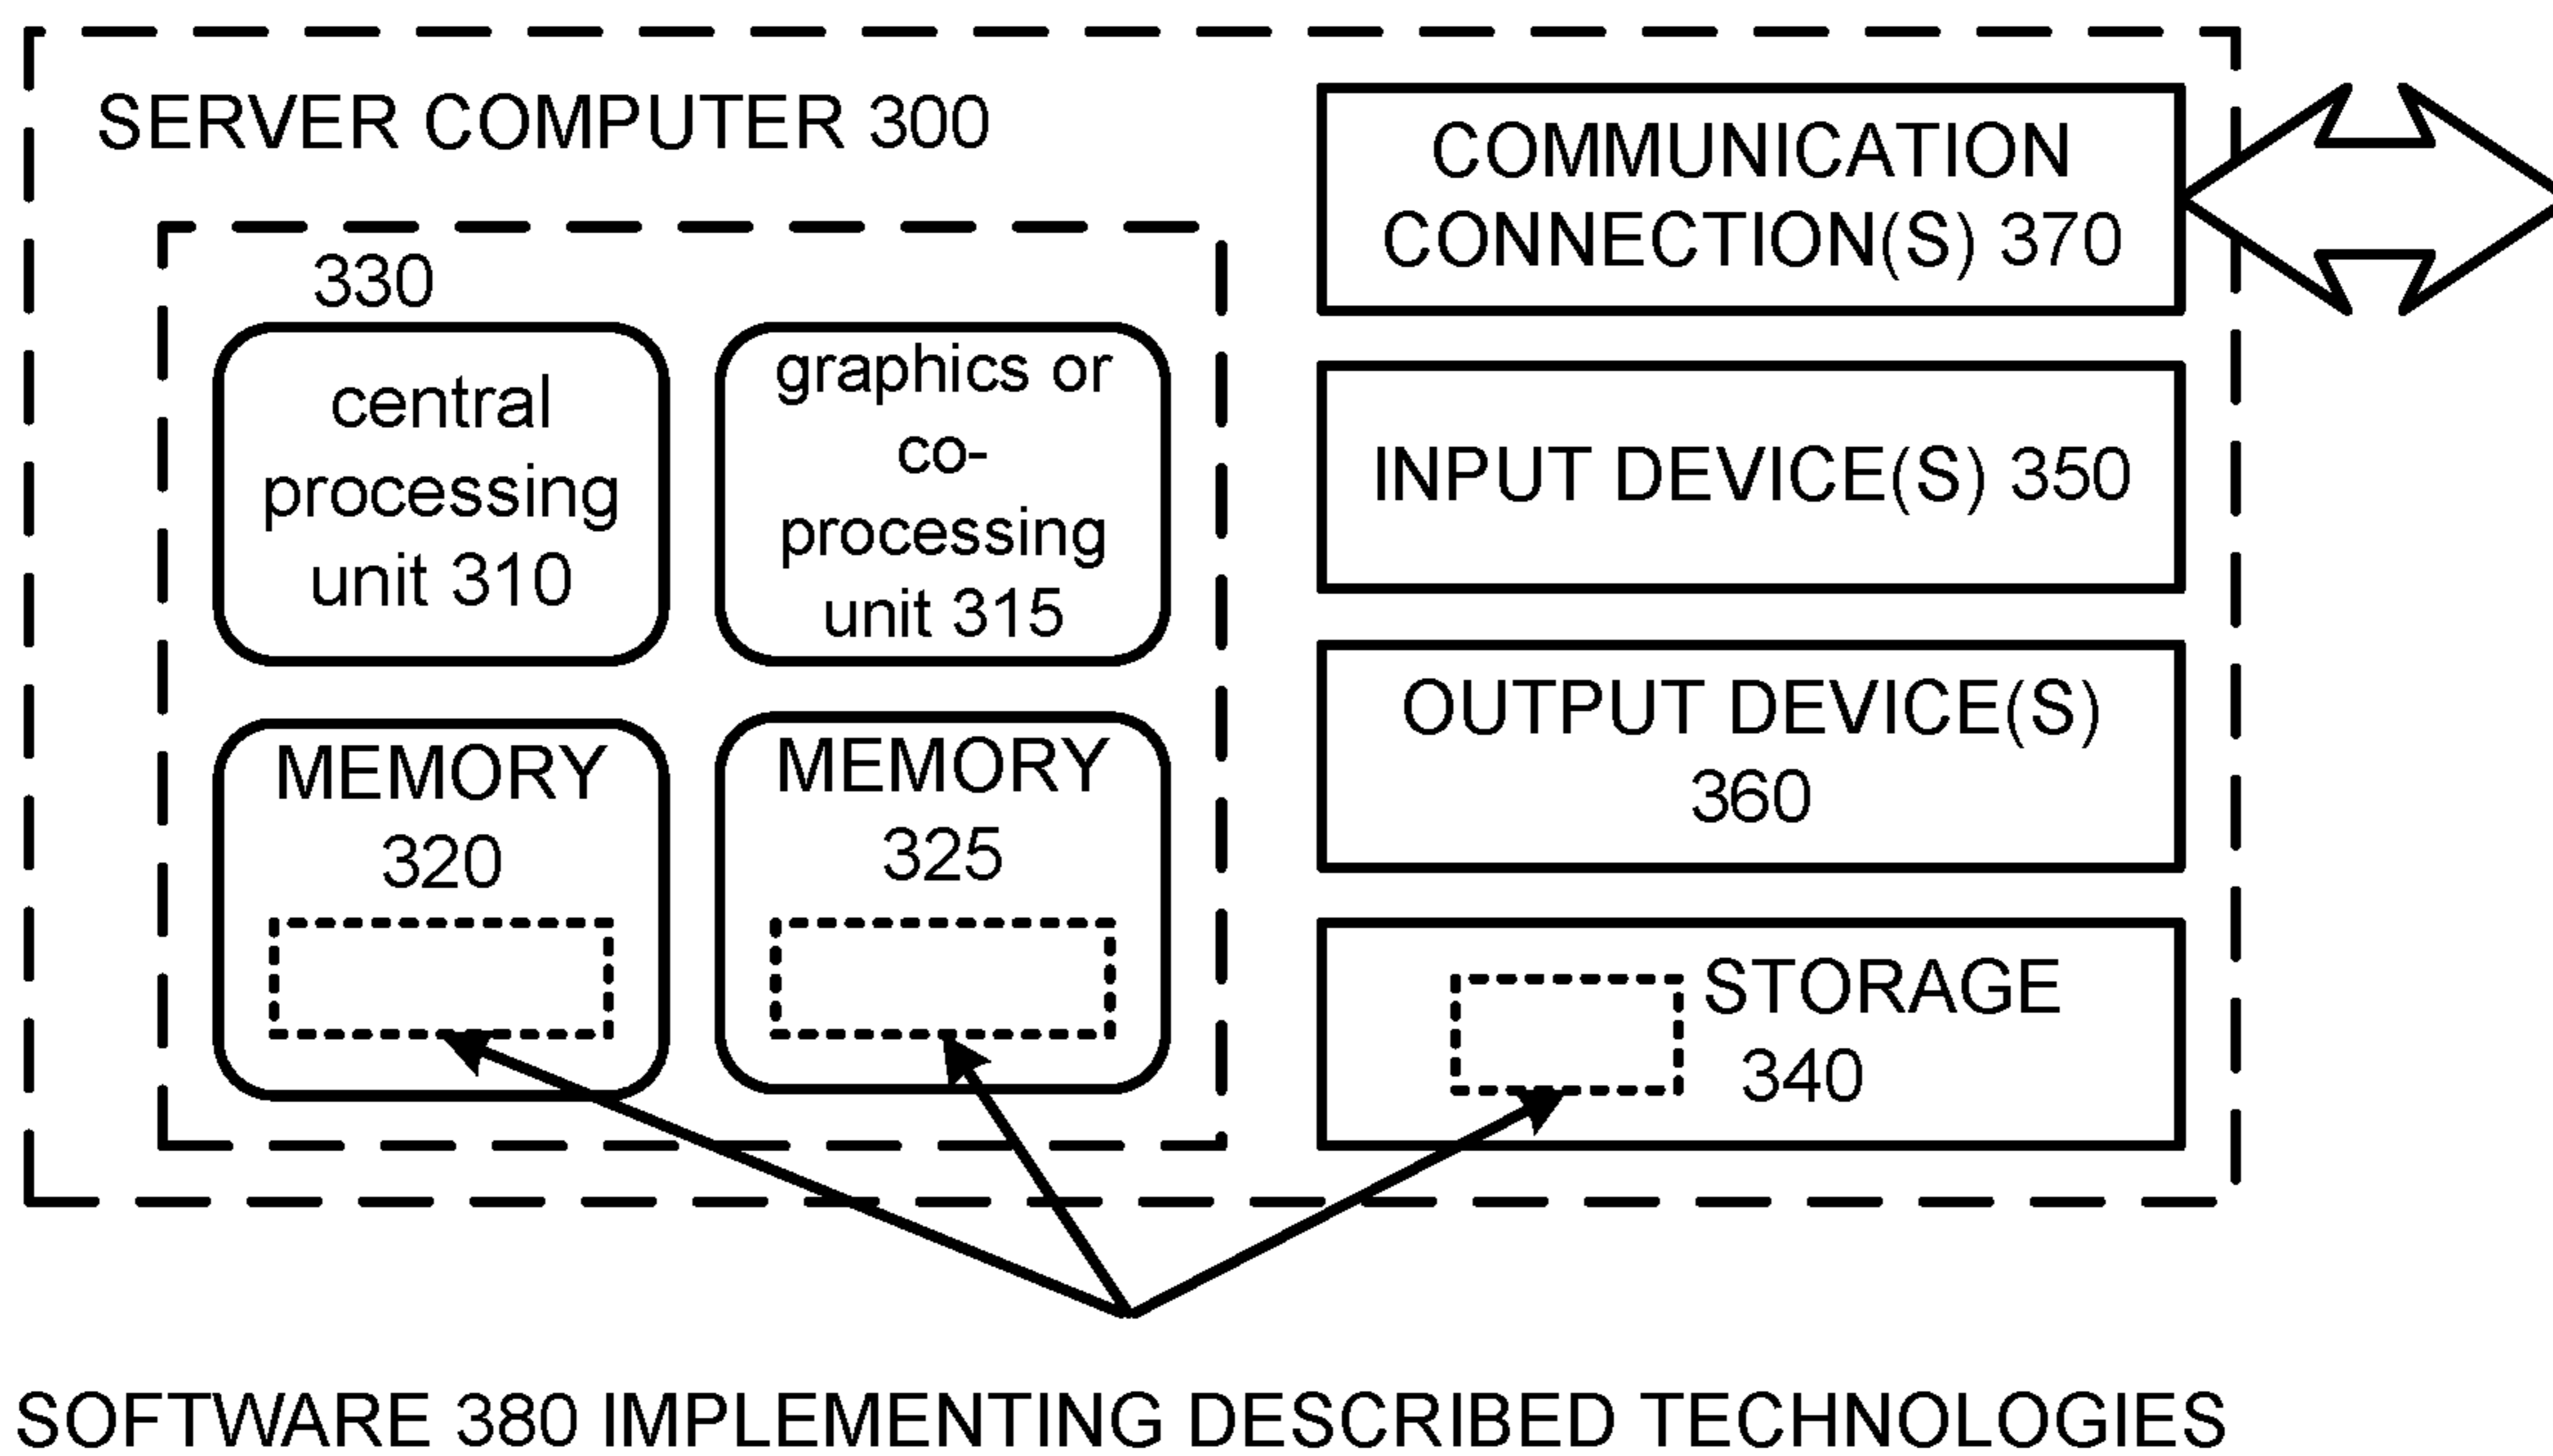 SERVER COMPUTER 300
330
central
processing
unit 310
graphics or
co-
processing
unit 315
MEMORY
320
MEMORY
325
COMMUNICATION
CONNECTION(S) 370
INPUT DEVICE(S) 350
OUTPUT DEVICE(S)
360
STORAGE
340
SOFTWARE 380 IMPLEMENTING DESCRIBED TECHNOLOGIES